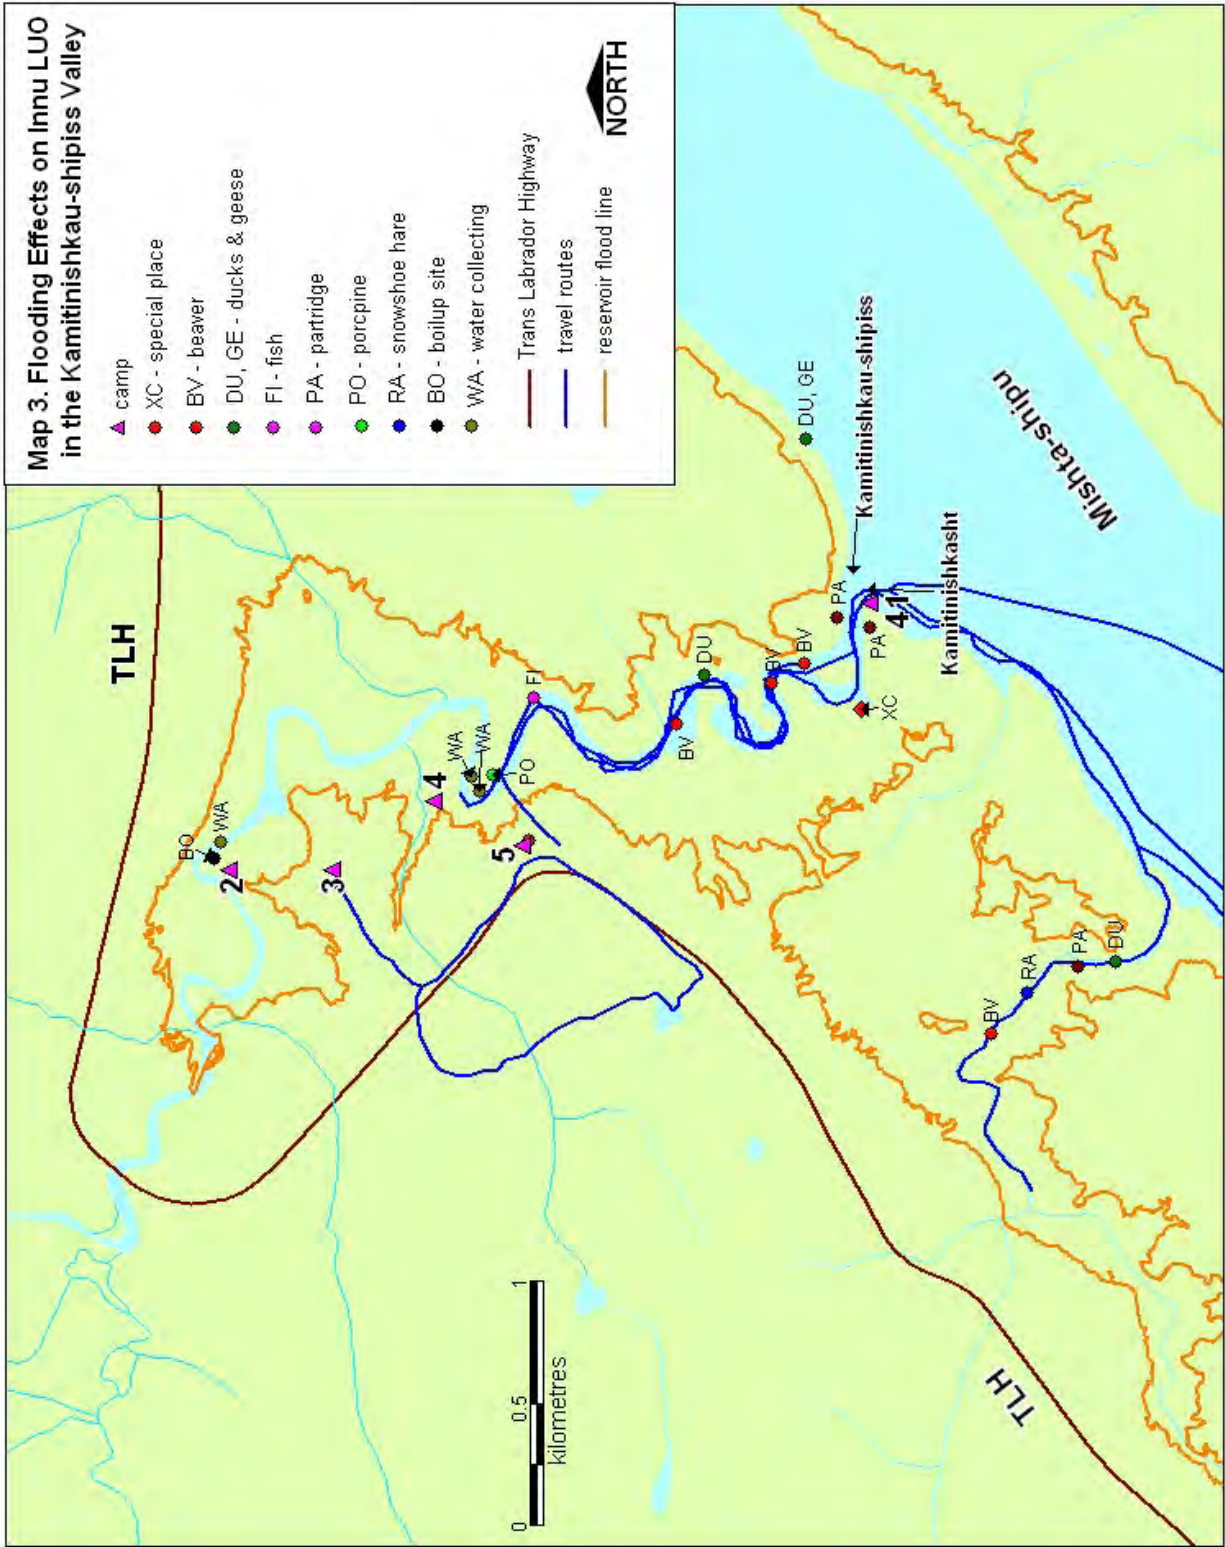 Map 3. Flooding Effects on Innu LUO
in the Kamitinishkau-shipiss Valley
camp
XC - special place
BV - beaver
DU, GE - ducks & geese
FI - fish
PA - partridge
PO - porcpine
RA - snowshoe hare
BO - boilup site
WA - water collecting
Trans Labrador Highway
travel routes
reservoir flood line
NORTH
TLH
BO
WA
2
3
4
WA
WA
PO
FI
5
BV
DU
BV
BV
XC
PA
PA
4,1
DU, GE
Kamitinishkau-shipiss
Kamitinishkasht
Mishta-shipu
BV
RA
PA
DU
TLH
0
0.5
1
kilometres